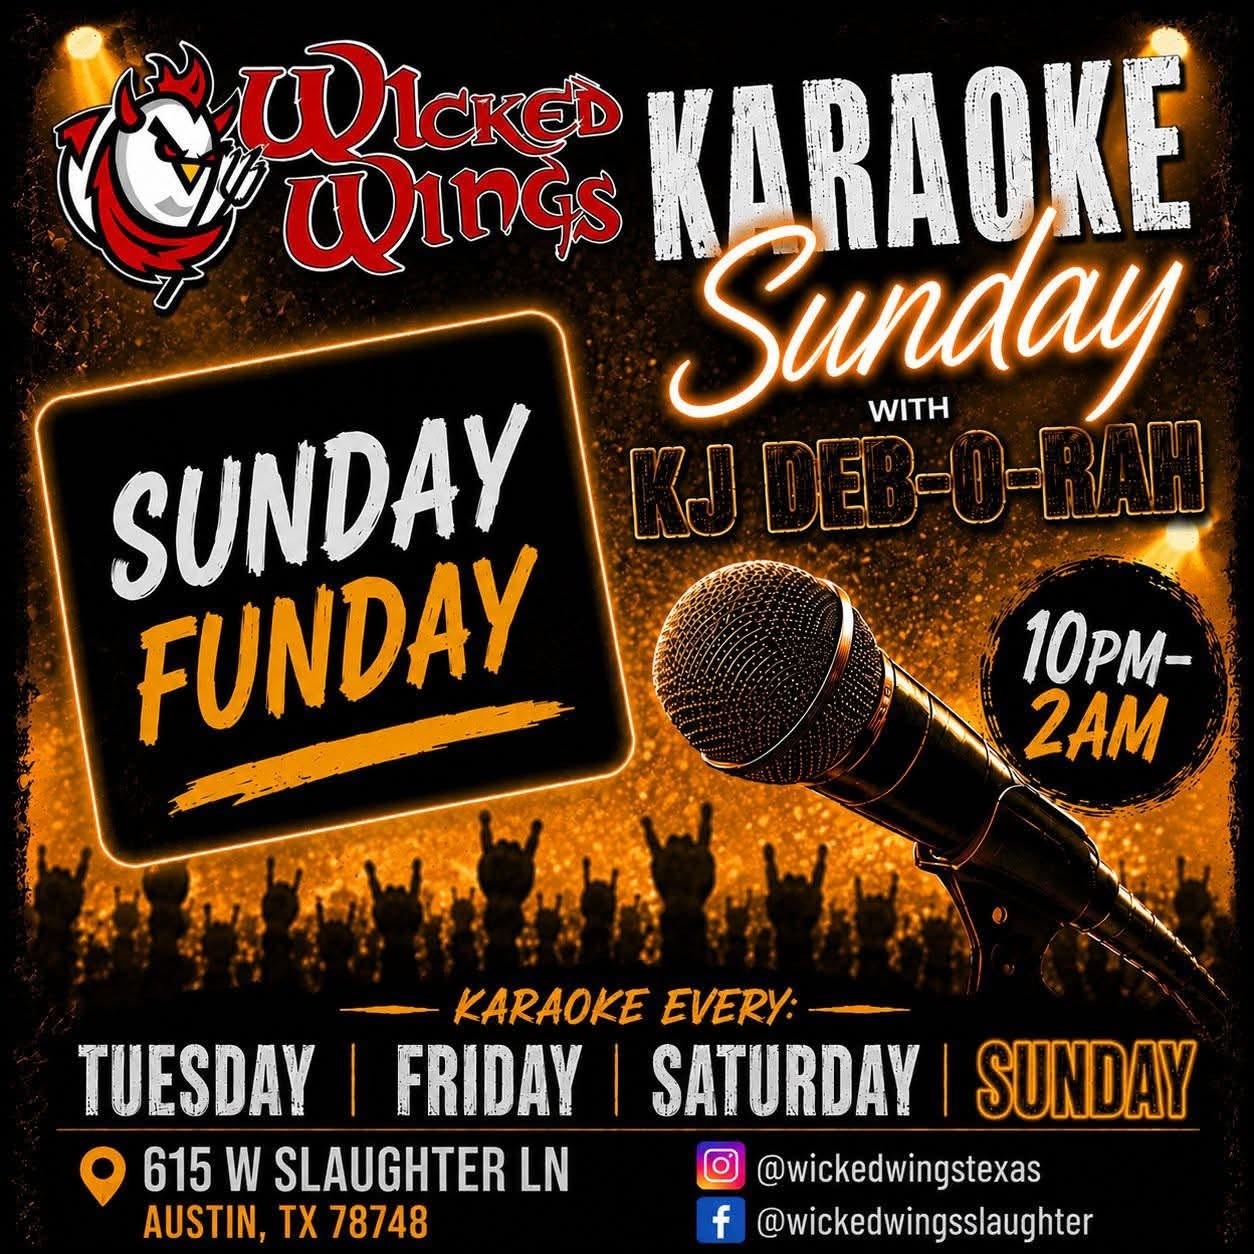 WICKED
WINGS
KARAOKE
Sunday
WITH
KJ DEB-O-RAH
SUNDAY
FUNDAY
10PM-
2AM
KARAOKE EVERY:
TUESDAY | FRIDAY | SATURDAY | SUNDAY
615 W SLAUGHTER LN
AUSTIN, TX 78748
@wickedwingstexas
@wickedwingsslaughter